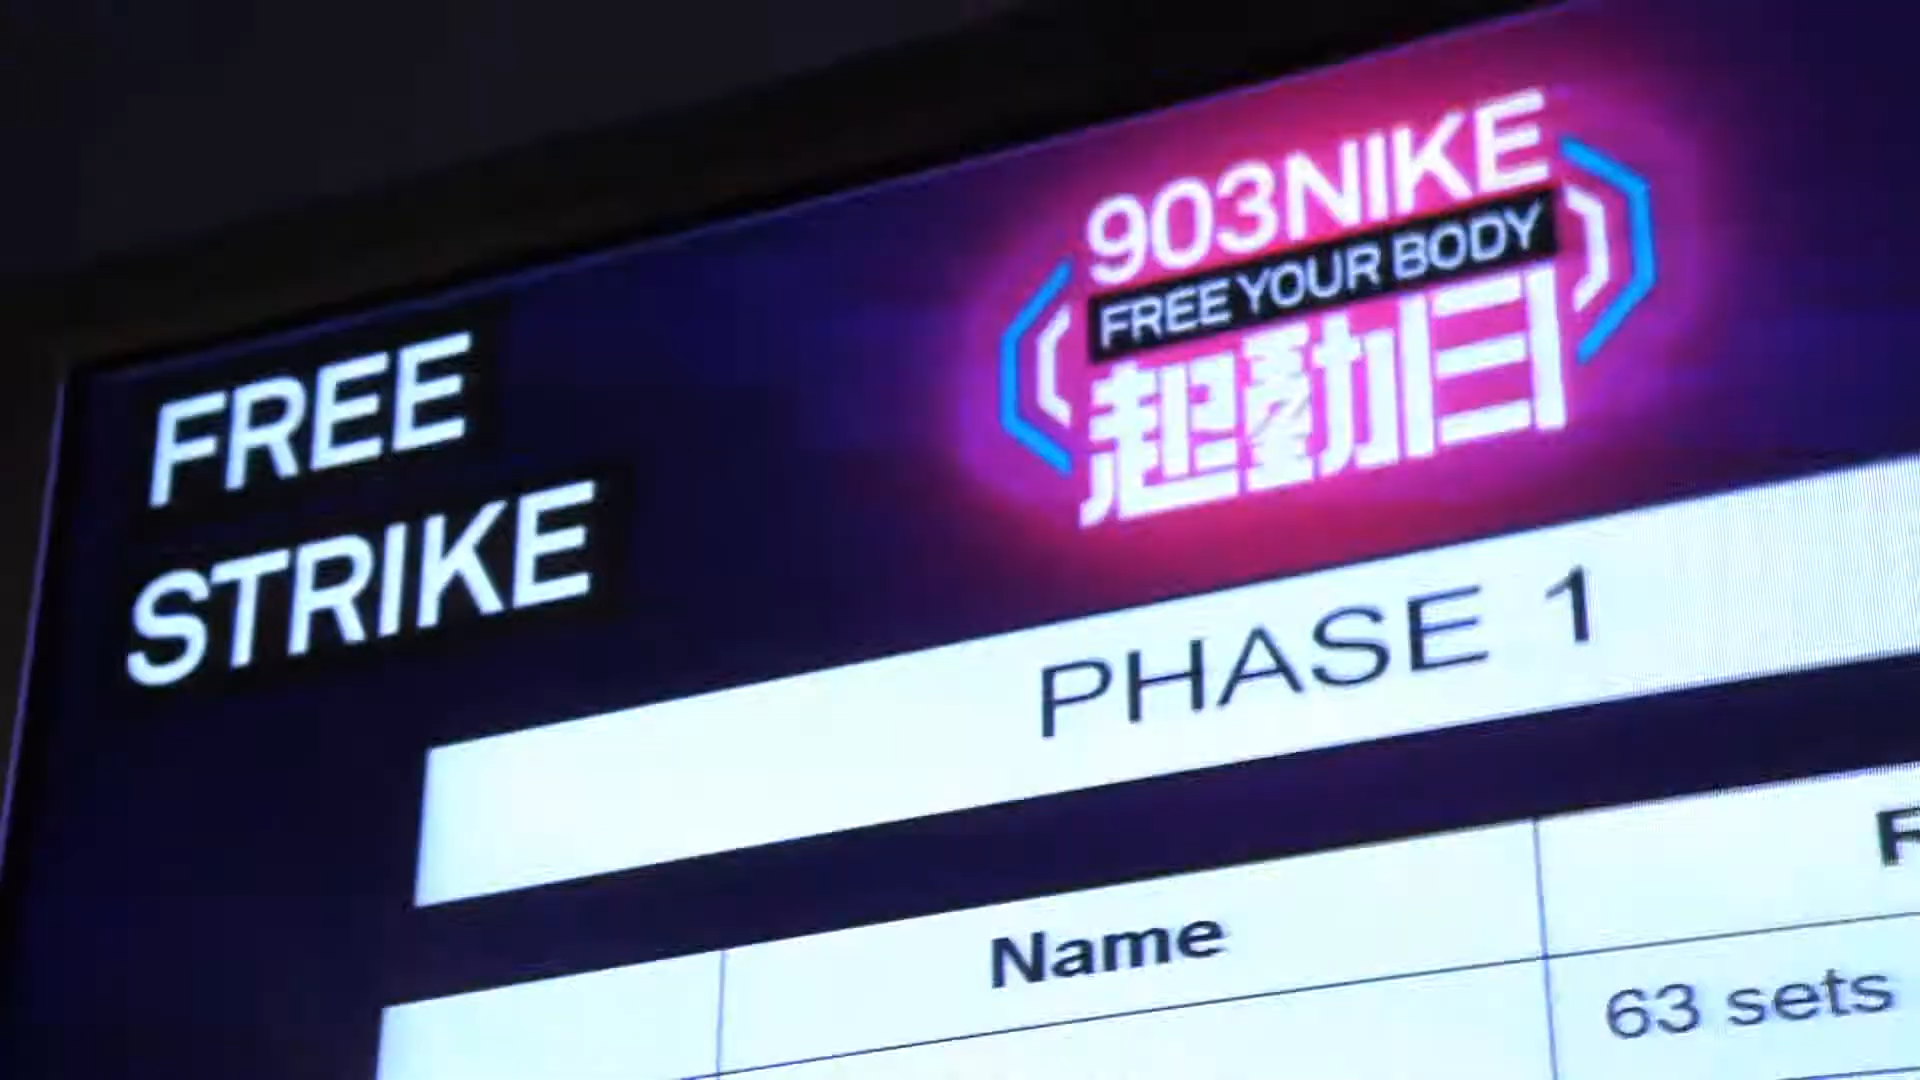 903NIKE
FREE YOUR BODY
起動日
FREE
STRIKE
PHASE 1
Name
63 sets